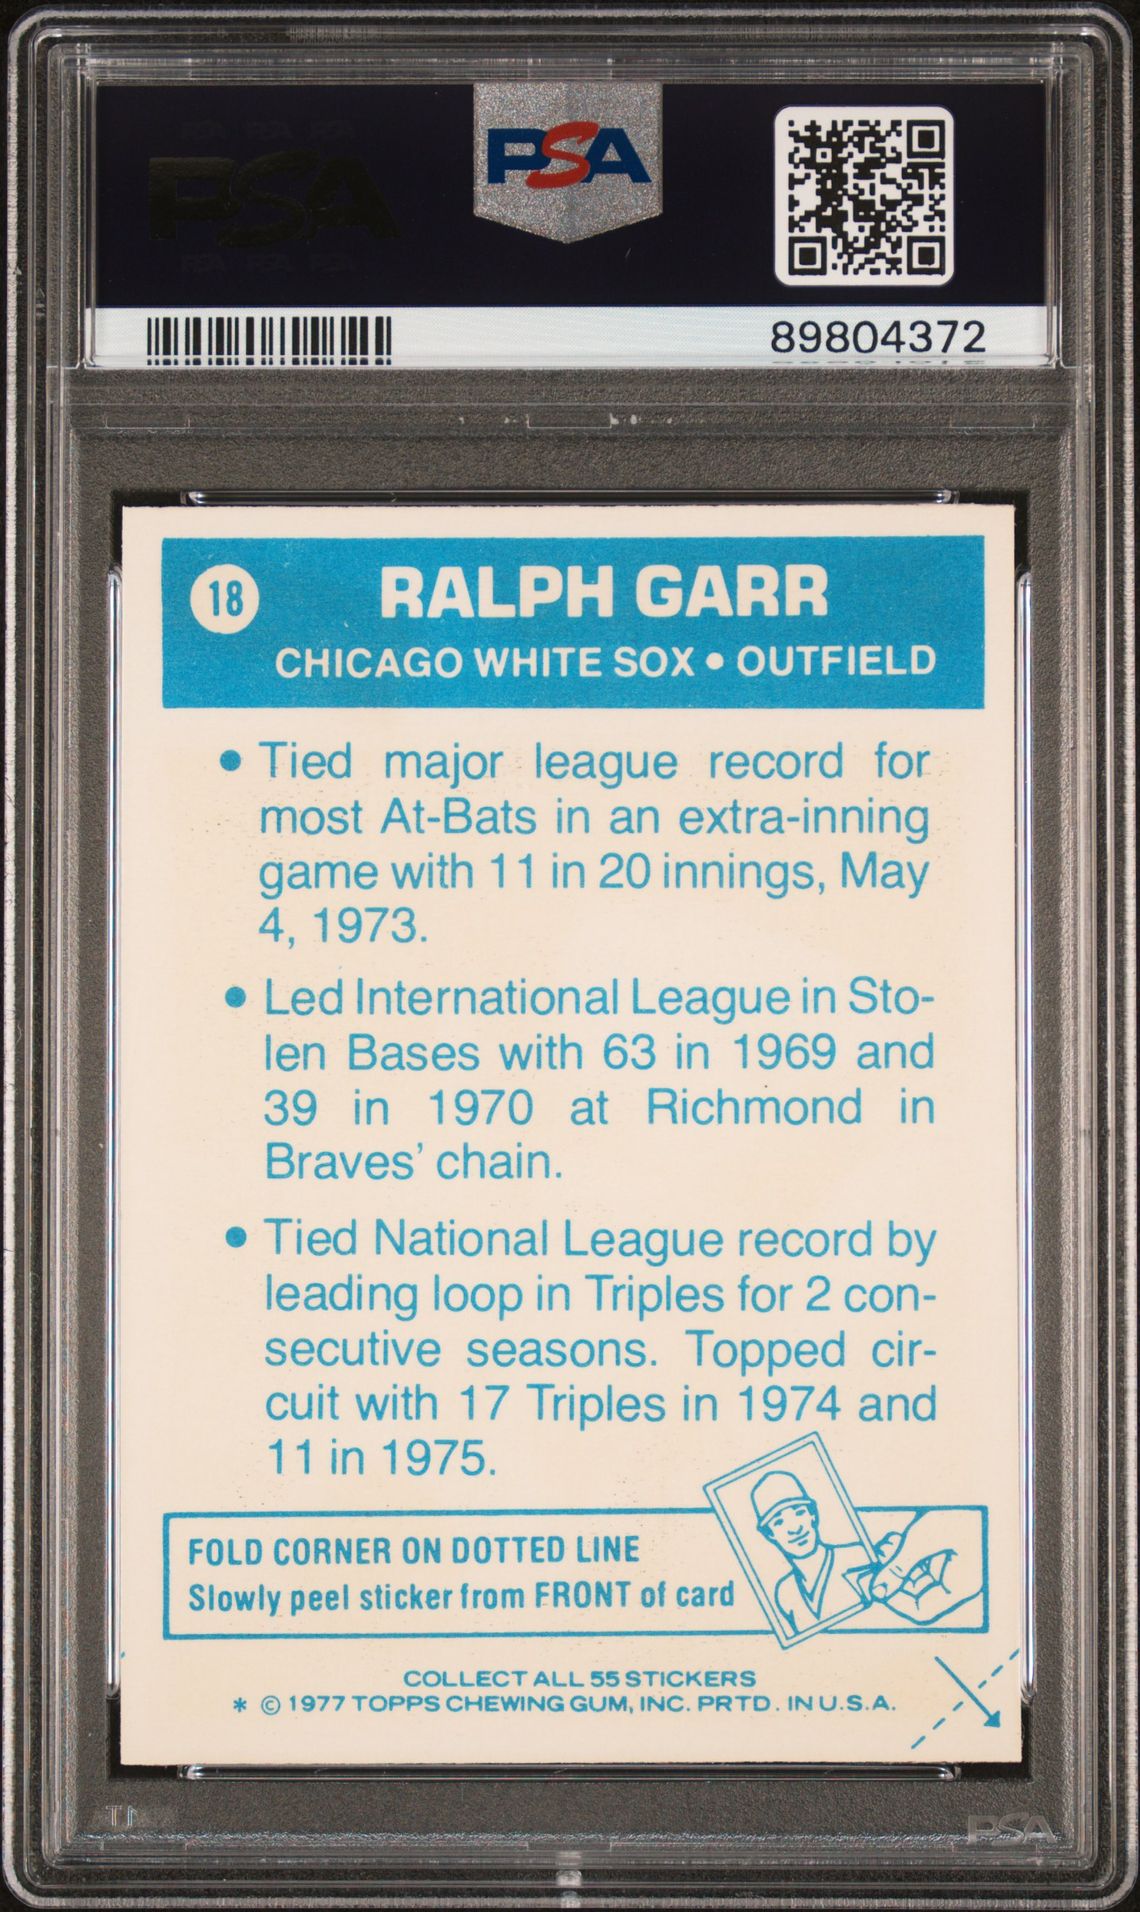 PSA
PSA
89804372
18
RALPH GARR
CHICAGO WHITE SOX • OUTFIELD
• Tied major league record for
most At-Bats in an extra-inning
game with 11 in 20 innings, May
4, 1973.
• Led International League in Sto-
len Bases with 63 in 1969 and
39 in 1970 at Richmond in
Braves' chain.
• Tied National League record by
leading loop in Triples for 2 con-
secutive seasons. Topped cir-
cuit with 17 Triples in 1974 and
11 in 1975.
FOLD CORNER ON DOTTED LINE
Slowly peel sticker from FRONT of card
COLLECT ALL 55 STICKERS
* © 1977 TOPPS CHEWING GUM, INC. PRTD. IN U.S.A.
PSA